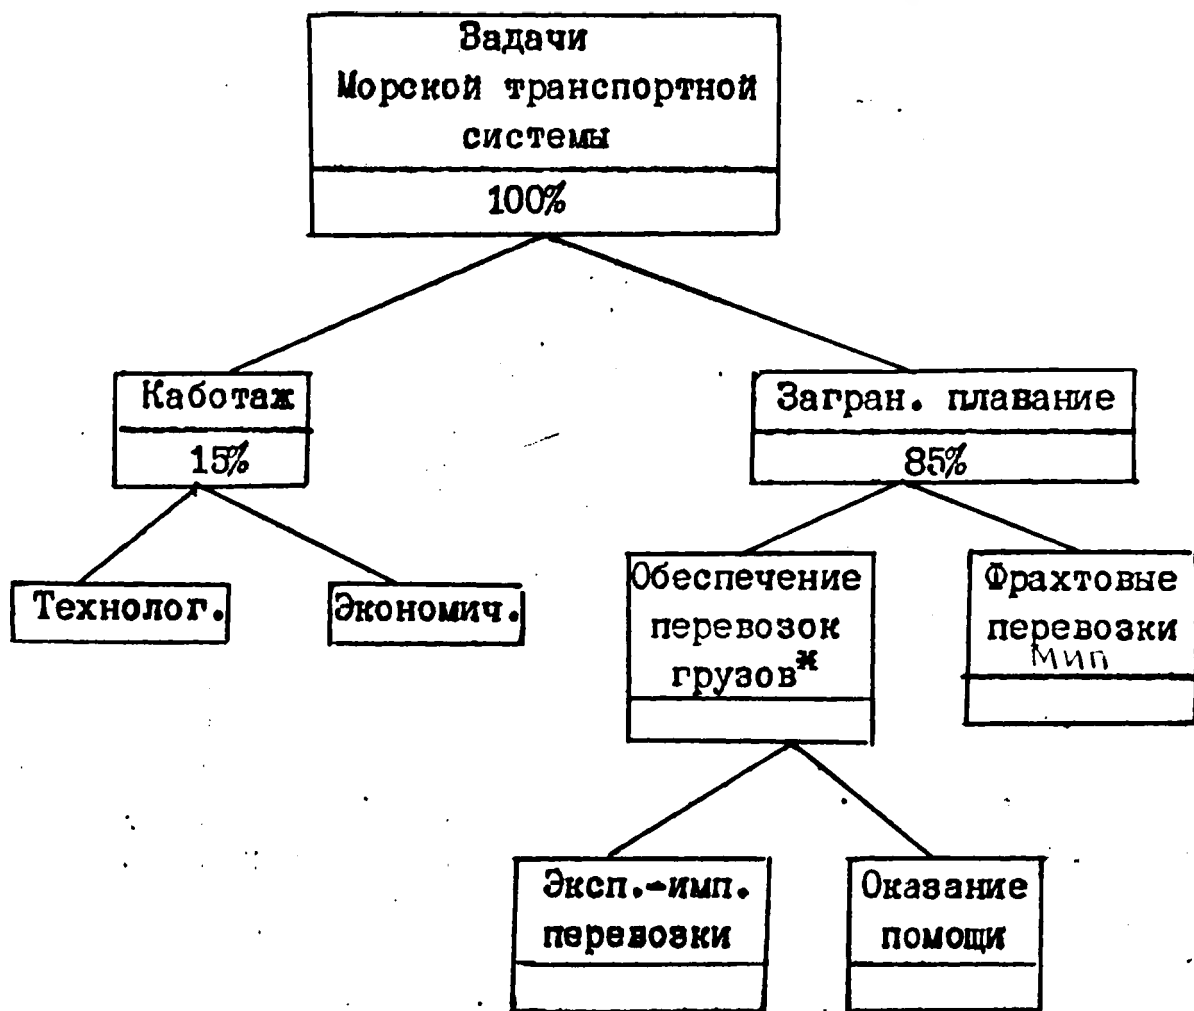 Задачи
Морской транспортной
системы
100%
Каботаж
15%
Загран. плавание
85%
Технолог.
Экономич.
Обеспечение
перевозок
грузов*
Фрахтовые
перевозки
МИП
Эксп.-имп.
перевозки
Оказание
помощи